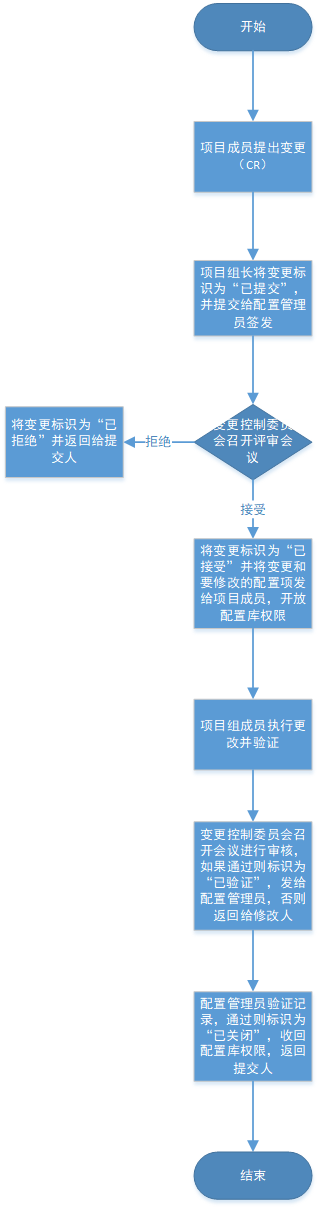 开始
项目成员提出变更
（CR）
项目组长将变更标
识为“已提交”，
并提交给配置管理
员签发
变更控制委员
会召开评审会
议
将变更标识为“已
拒绝”并返回给提
交人
拒绝
接受
将变更标识为“已
接受”并将变更和
要修改的配置项发
给项目成员，开放
配置库权限
项目组成员执行更
改并验证
变更控制委员会召
开会议进行审核，
如果通过则标识为
“已验证”，发给
配置管理员，否则
返回给修改人
配置管理员验证记
录，通过则标识为
“已关闭”，收回
配置库权限，返回
提交人
结束